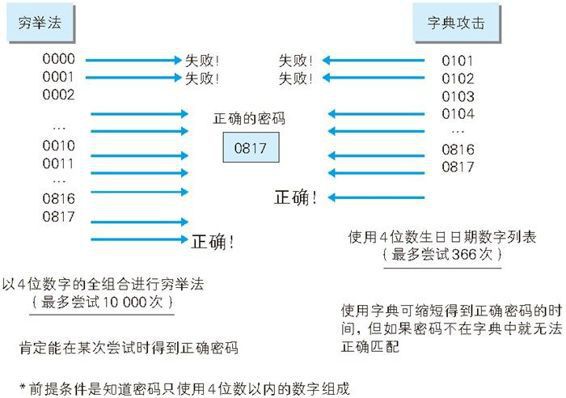 穷举法
0000
失败!
0001
失败!
0002
...
0010
0011
...
0816
0817
正确!
以4位数字的全组合进行穷举法
(最多尝试10 000次)
肯定能在某次尝试时得到正确密码
正确的密码
0817
字典攻击
失败!
0101
失败!
0102
0103
0104
...
0816
0817
正确!
使用4位数生日日期数字列表
(最多尝试366次)
使用字典可缩短得到正确密码的时
间，但如果密码不在字典中就无法
正确匹配
*前提条件是知道密码只使用4位数以内的数字组成